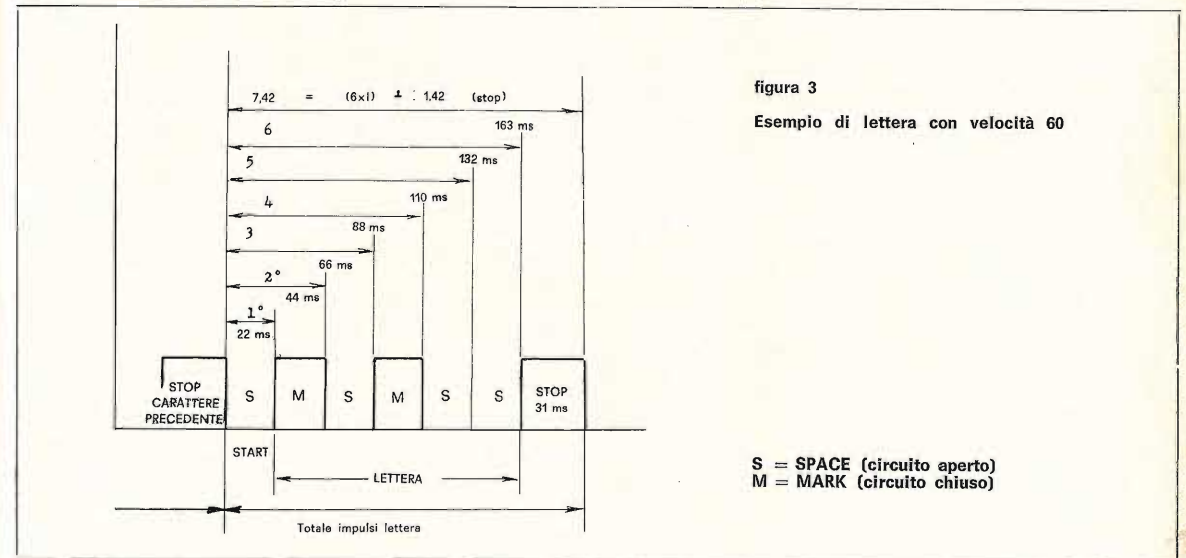 figura 3
Esempio di lettera con velocità 60
7,42 = (6x1) ± : 1,42 (stop)
163 ms
6
132 ms
5
110 ms
4
88 ms
3
66 ms
2°
44 ms
1°
22 ms
STOP
CARATTERE
PRECEDENTE
S
M
S
M
S
S
STOP
31 ms
START
LETTERA
Totale impulsi lettera
S = SPACE (circuito aperto)
M = MARK (circuito chiuso)